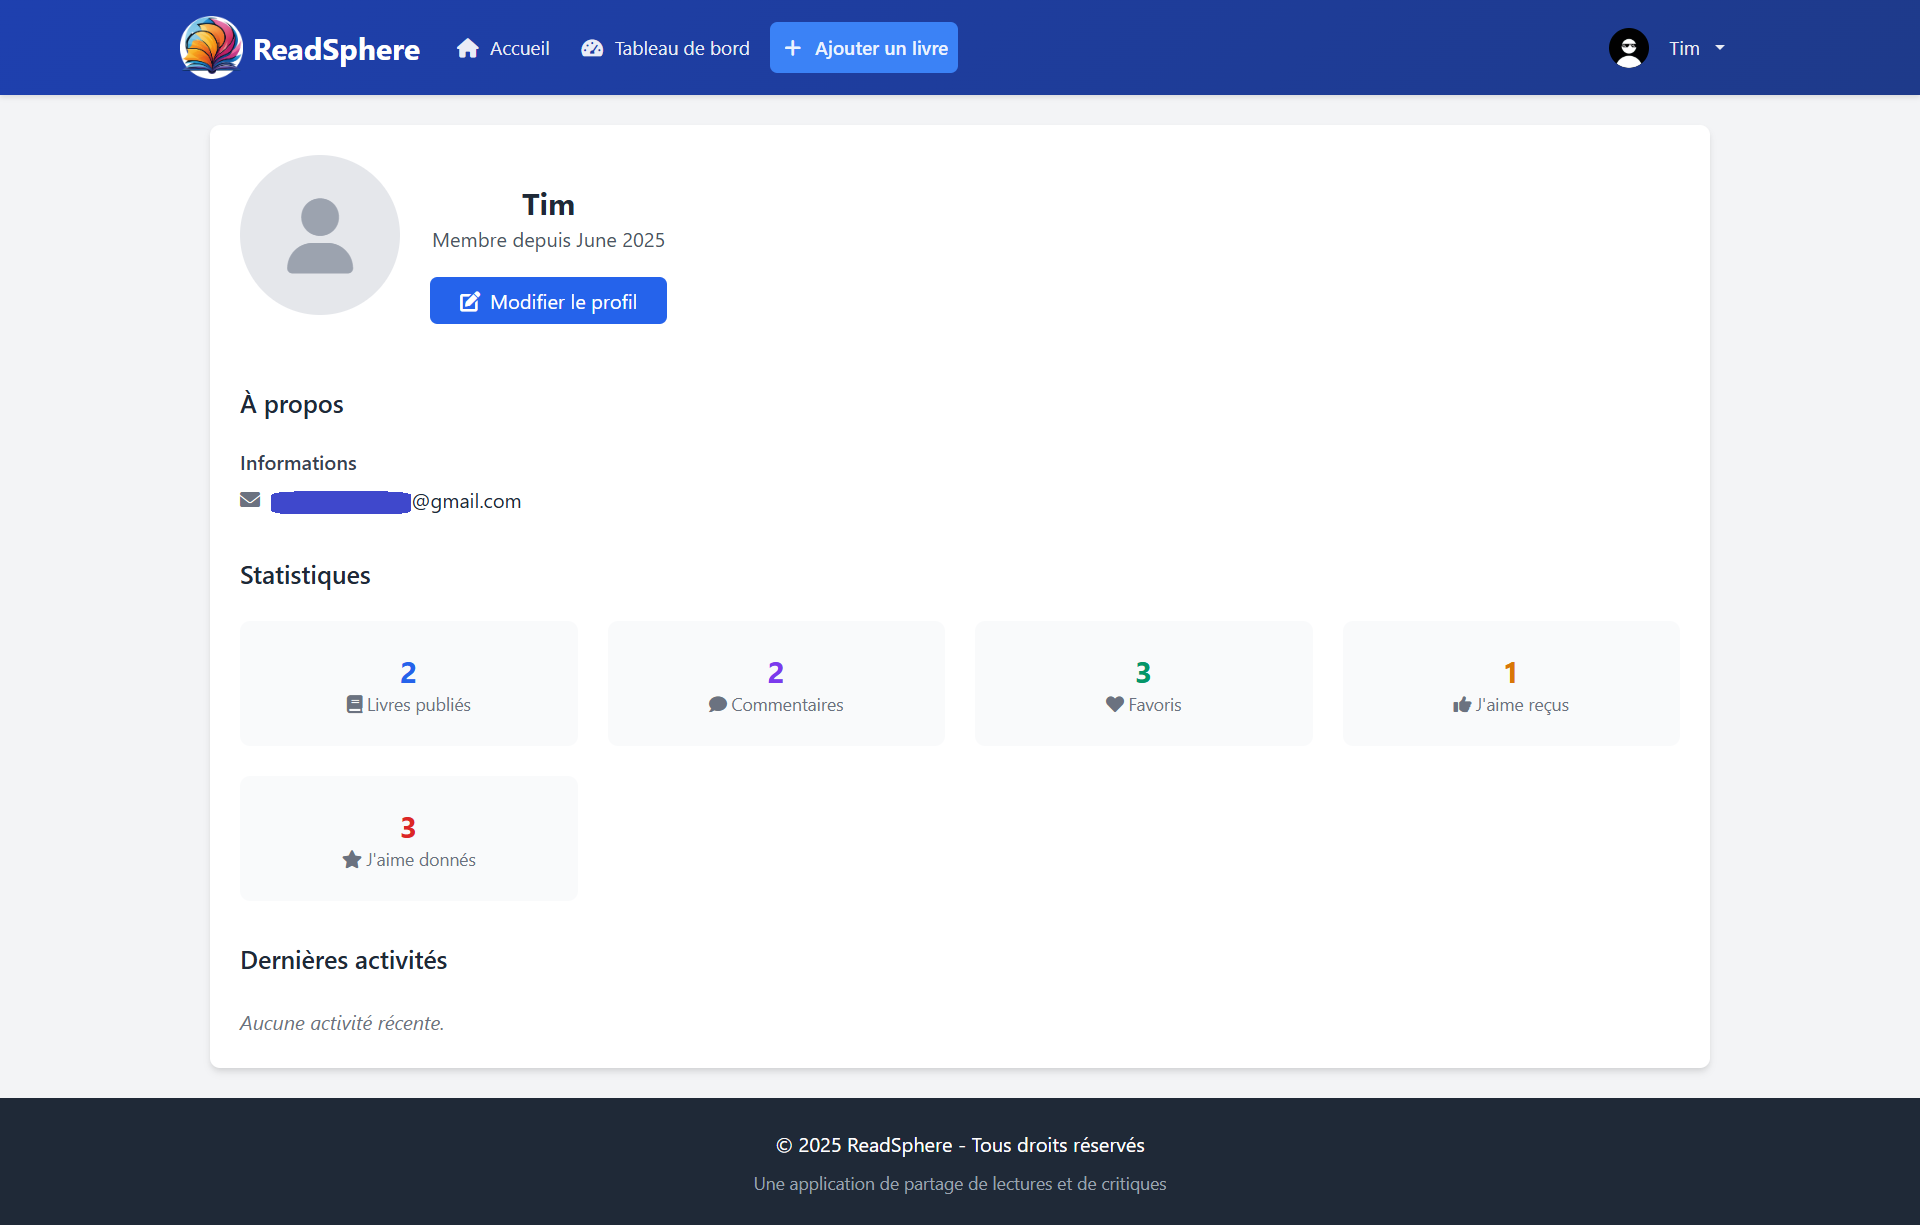 ReadSphere Accueil Tableau de bord + Ajouter un livre Tim
Tim
Membre depuis June 2025
Modifier le profil
À propos
Informations
@gmail.com
Statistiques
2
Livres publiés
2
Commentaires
3
Favoris
1
J'aime reçus
3
J'aime donnés
Dernières activités
Aucune activité récente.
© 2025 ReadSphere - Tous droits réservés
Une application de partage de lectures et de critiques